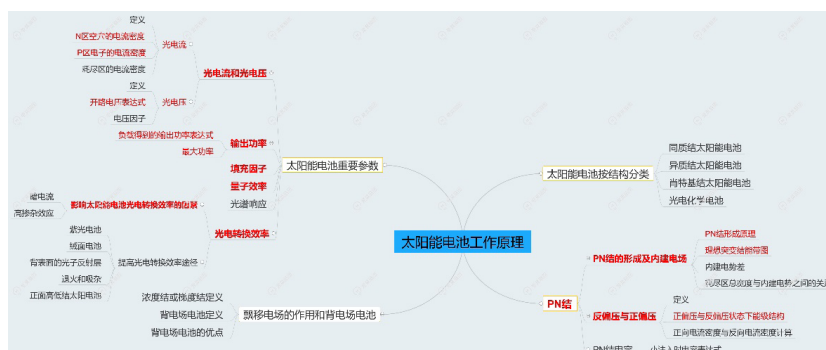 定义
N区空穴的电流密度
P区电子的电流密度
耗尽区的电流密度
光电流
定义
开路电压表达式
电压因子
光电压
光电流和光电压
负载得到的输出功率表达式
最大功率
输出功率
填充因子
量子效率
光谱响应
暗电流
高掺杂效应
影响太阳能电池光电转换效率的因素
紫光电池
绒面电池
背表面的光子反射层
退火和吸杂
正面高低结太阳电池
提高光电转换效率途径
光电转换效率
太阳能电池重要参数
浓度结或梯度结定义
背电场电池定义
背电场电池的优点
飘移电场的作用和背电场电池
太阳能电池工作原理
太阳能电池按结构分类
同质结太阳能电池
异质结太阳能电池
肖特基结太阳能电池
光电化学电池
PN结
PN结的形成及内建电场
PN结形成原理
理想突变结能带图
内建电势差
耗尽区总宽度与内建电势之间的关
反偏压与正偏压
定义
正偏压与反偏压状态下能级结构
正向电流密度与反向电流密度计算
PN结电容
小注入时电容表达式